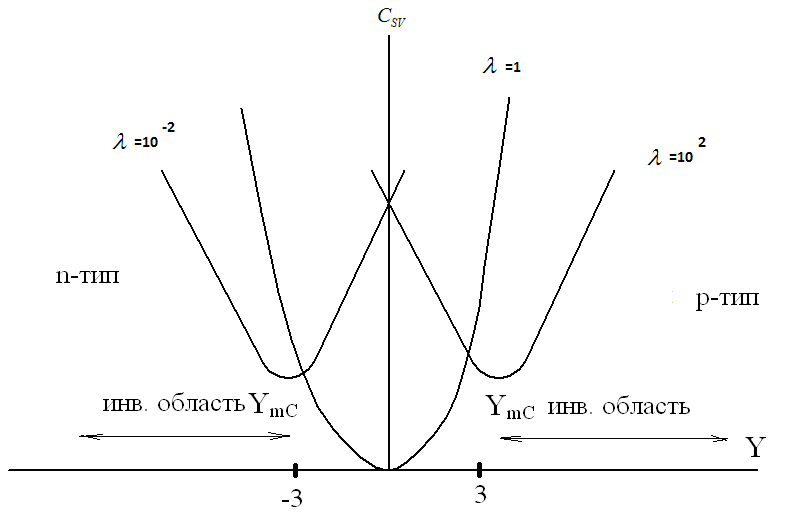 C_SV
λ =1
λ =10^-2
λ =10^2
n-тип
p-тип
инв. область Y_mC
Y_mC инв. область
Y
-3
3